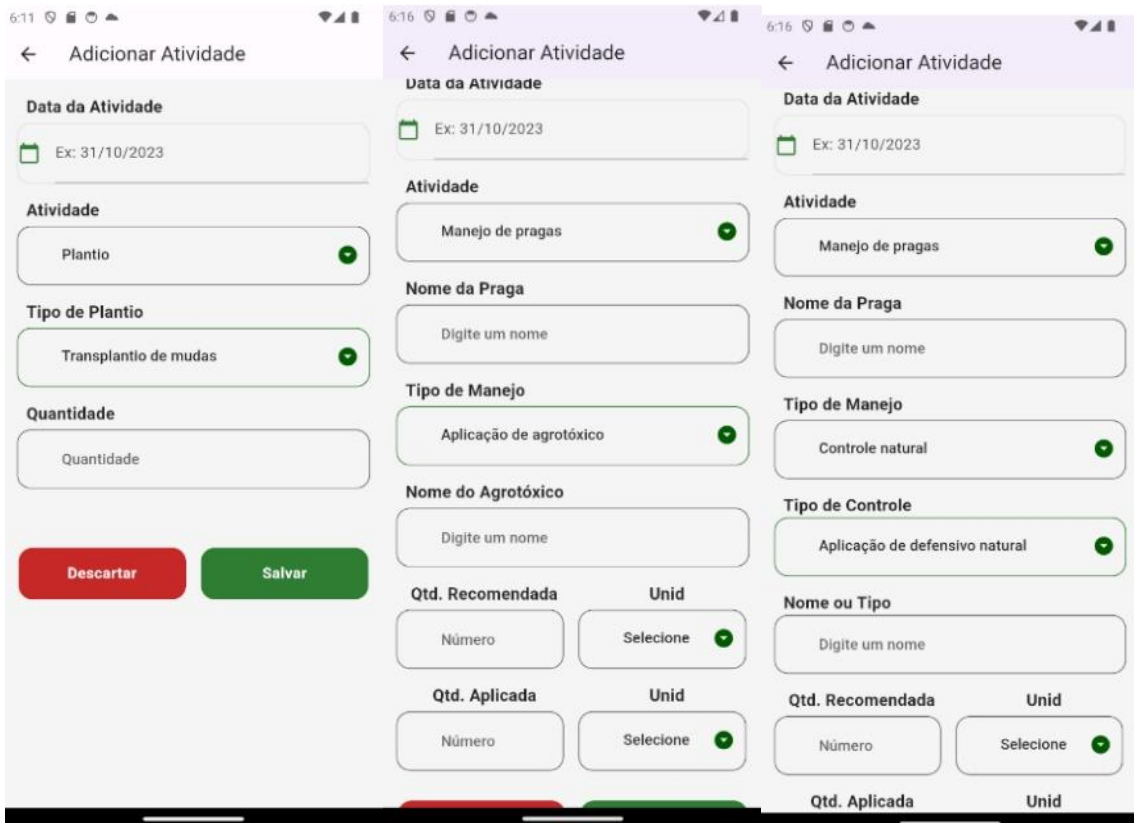 6:11
Adicionar Atividade
Data da Atividade
Ex: 31/10/2023
Atividade
Plantio
Tipo de Plantio
Transplantio de mudas
Quantidade
Quantidade
Descartar
Salvar
6:16
Adicionar Atividade
Data da Atividade
Ex: 31/10/2023
Atividade
Manejo de pragas
Nome da Praga
Digite um nome
Tipo de Manejo
Aplicação de agrotóxico
Nome do Agrotóxico
Digite um nome
Qtd. Recomendada Unid
Número Selecione
Qtd. Aplicada Unid
Número Selecione
6:16
Adicionar Atividade
Data da Atividade
Ex: 31/10/2023
Atividade
Manejo de pragas
Nome da Praga
Digite um nome
Tipo de Manejo
Controle natural
Tipo de Controle
Aplicação de defensivo natural
Nome ou Tipo
Digite um nome
Qtd. Recomendada Unid
Número Selecione
Qtd. Aplicada Unid